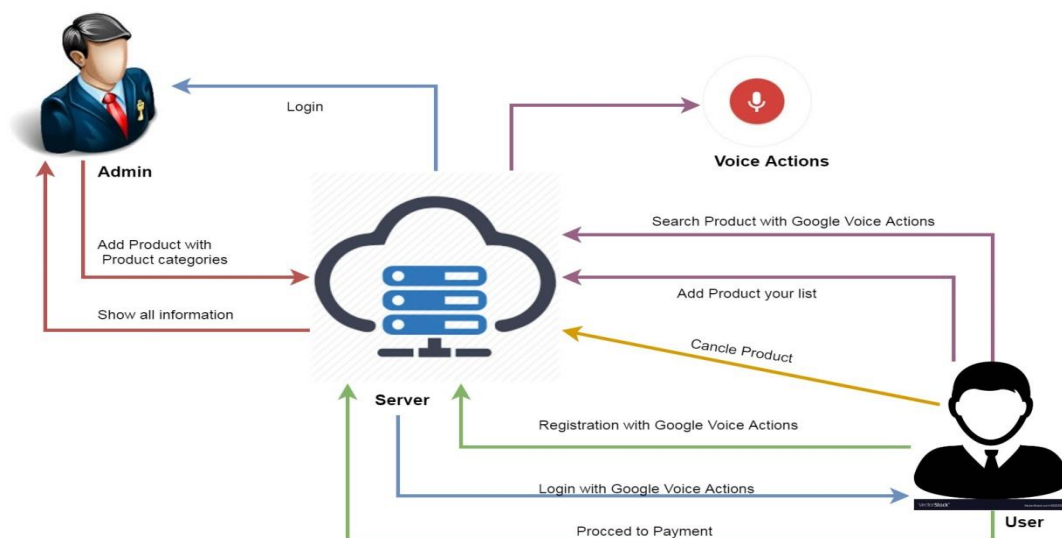 Login
Admin
Voice Actions
Search Product with Google Voice Actions
Add Product with
Product categories
Add Product your list
Show all information
Cancle Product
Server
Registration with Google Voice Actions
Login with Google Voice Actions
VectorStock
User
Procced to Payment